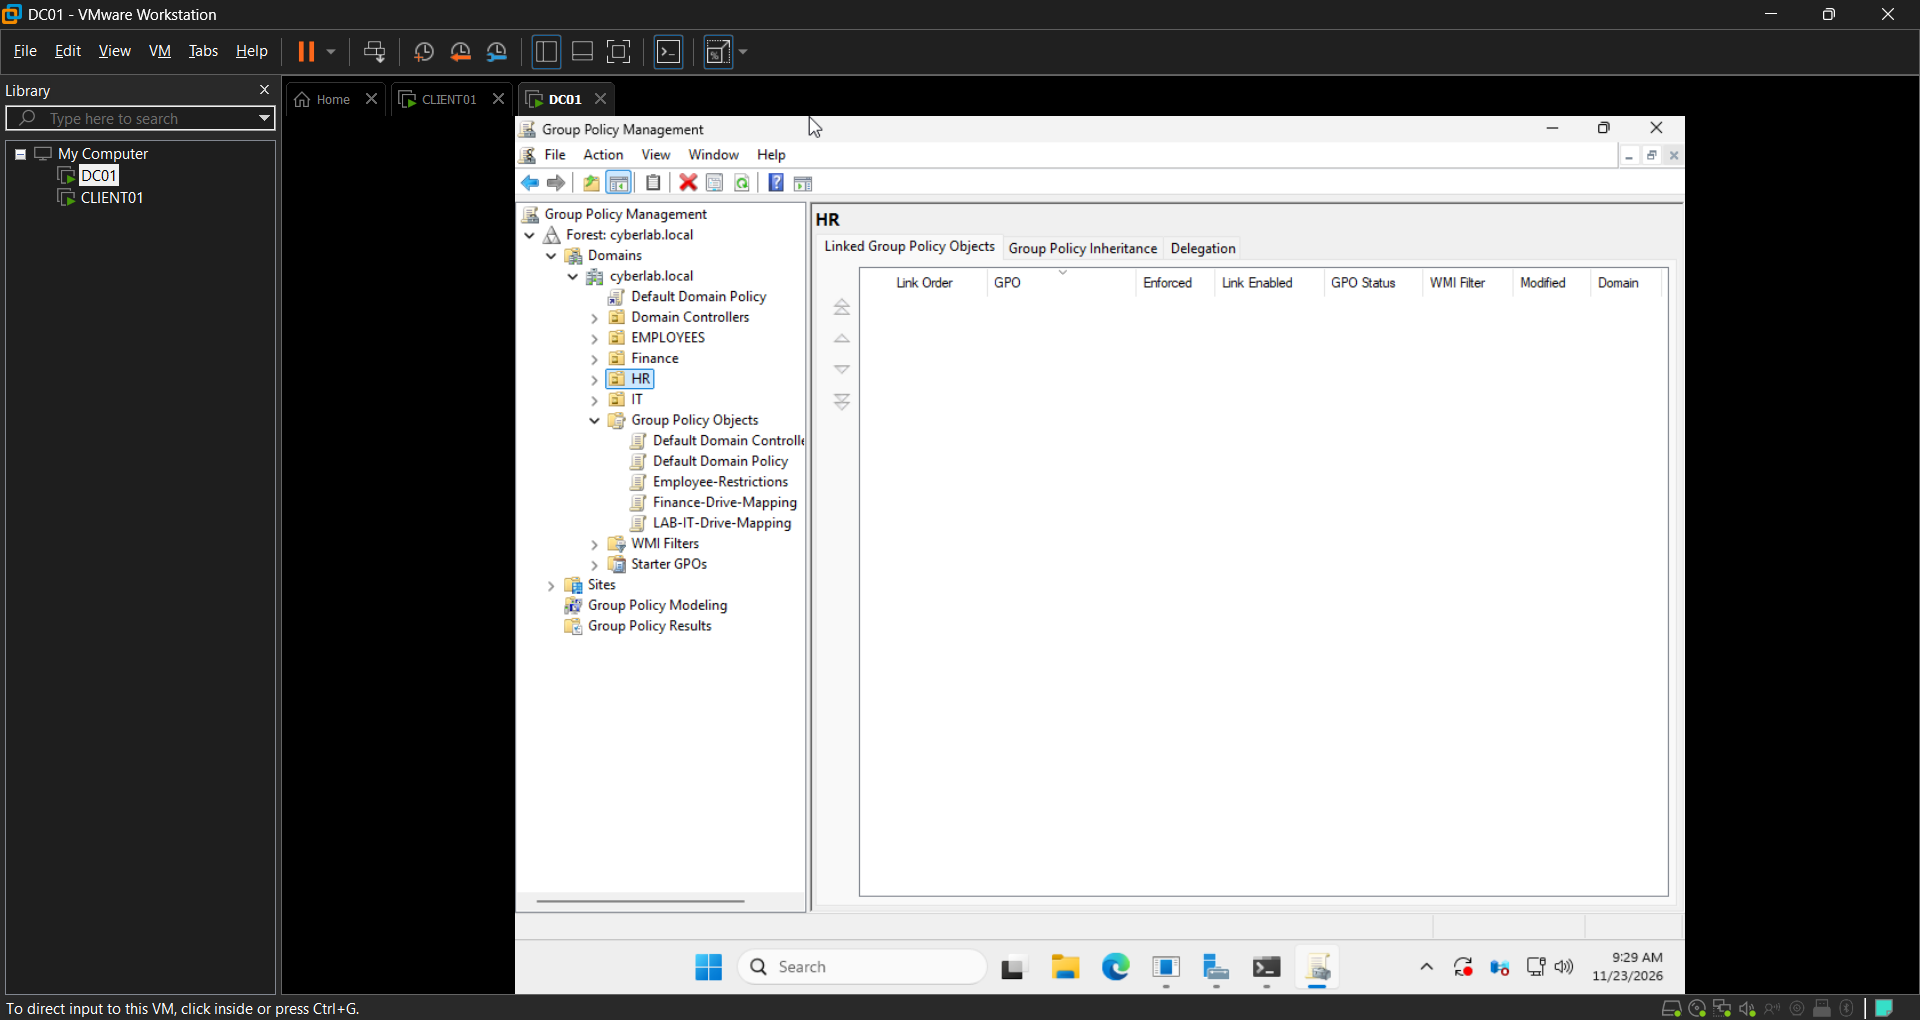 DC01 - VMware Workstation
File Edit View VM Tabs Help
Library
Type here to search
My Computer
DC01
CLIENT01
Home
CLIENT01
DC01
Group Policy Management
File Action View Window Help
Group Policy Management
Forest: cyberlab.local
Domains
cyberlab.local
Default Domain Policy
Domain Controllers
EMPLOYEES
Finance
HR
IT
Group Policy Objects
Default Domain Controlle
Default Domain Policy
Employee-Restrictions
Finance-Drive-Mapping
LAB-IT-Drive-Mapping
WMI Filters
Starter GPOs
Sites
Group Policy Modeling
Group Policy Results
HR
Linked Group Policy Objects Group Policy Inheritance Delegation
Link Order GPO Enforced Link Enabled GPO Status WMI Filter Modified Domain
Search
9:29 AM
11/23/2026
To direct input to this VM, click inside or press Ctrl+G.